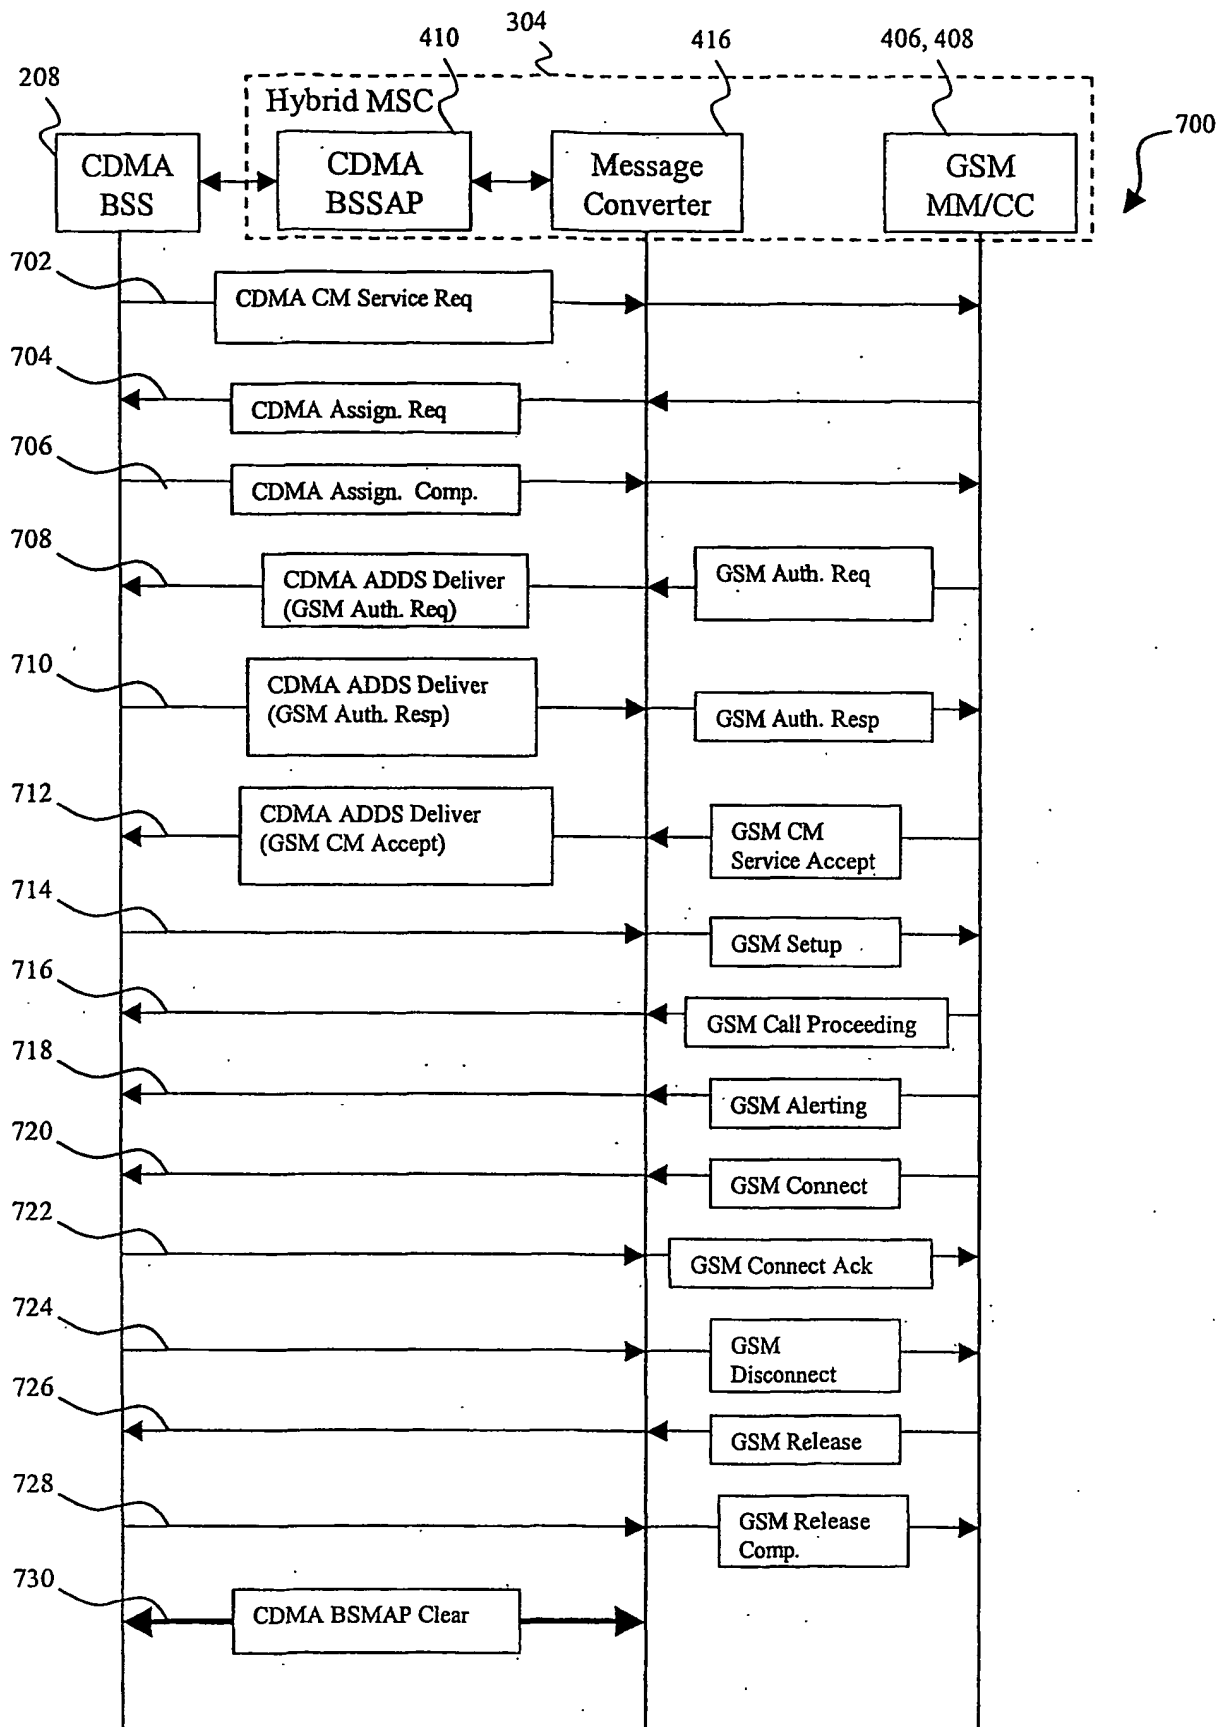 304
410
416
406, 408
208
Hybrid MSC
700
CDMA
BSS
CDMA
BSSAP
Message
Converter
GSM
MM/CC
702
CDMA CM Service Req
704
CDMA Assign. Req
706
CDMA Assign. Comp.
708
CDMA ADDS Deliver
(GSM Auth. Req)
GSM Auth. Req
710
CDMA ADDS Deliver
(GSM Auth. Resp)
GSM Auth. Resp
712
CDMA ADDS Deliver
(GSM CM Accept)
GSM CM
Service Accept
714
GSM Setup
716
GSM Call Proceeding
718
GSM Alerting
720
GSM Connect
722
GSM Connect Ack
724
GSM
Disconnect
726
GSM Release
728
GSM Release
Comp.
730
CDMA BSMAP Clear